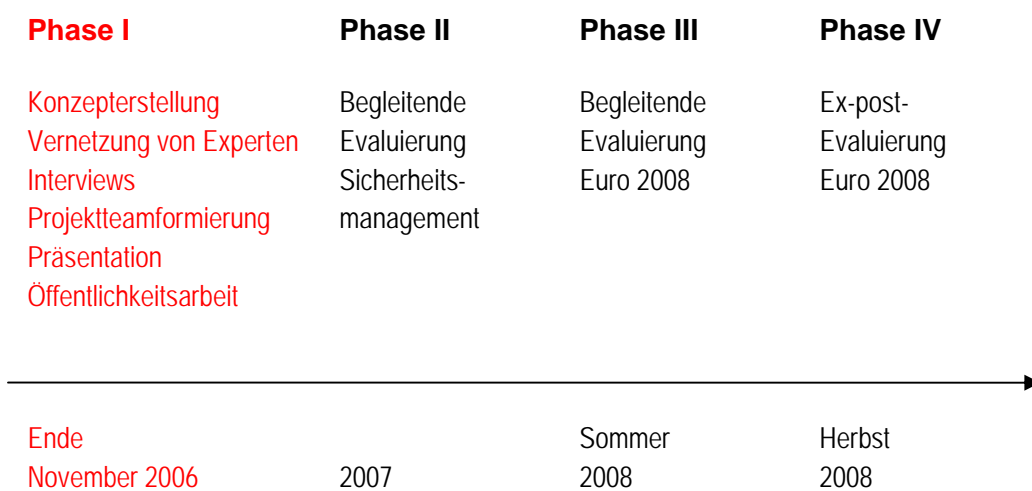 Phase I
Phase II
Phase III
Phase IV
Konzepterstellung
Vernetzung von Experten
Interviews
Projektteamformierung
Präsentation
Öffentlichkeitsarbeit
Begleitende
Evaluierung
Sicherheits-
management
Begleitende
Evaluierung
Euro 2008
Ex-post-
Evaluierung
Euro 2008
Ende
November 2006
2007
Sommer
2008
Herbst
2008